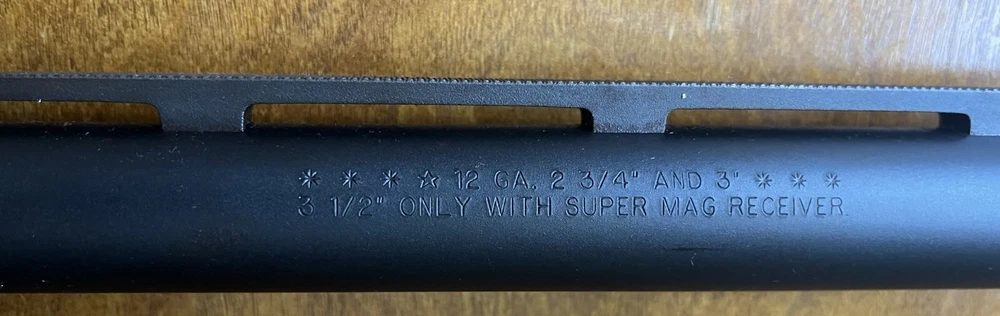 * * * ☆ 12 GA. 2 3/4" AND 3" * * *
3 1/2" ONLY WITH SUPER MAG RECEIVER.